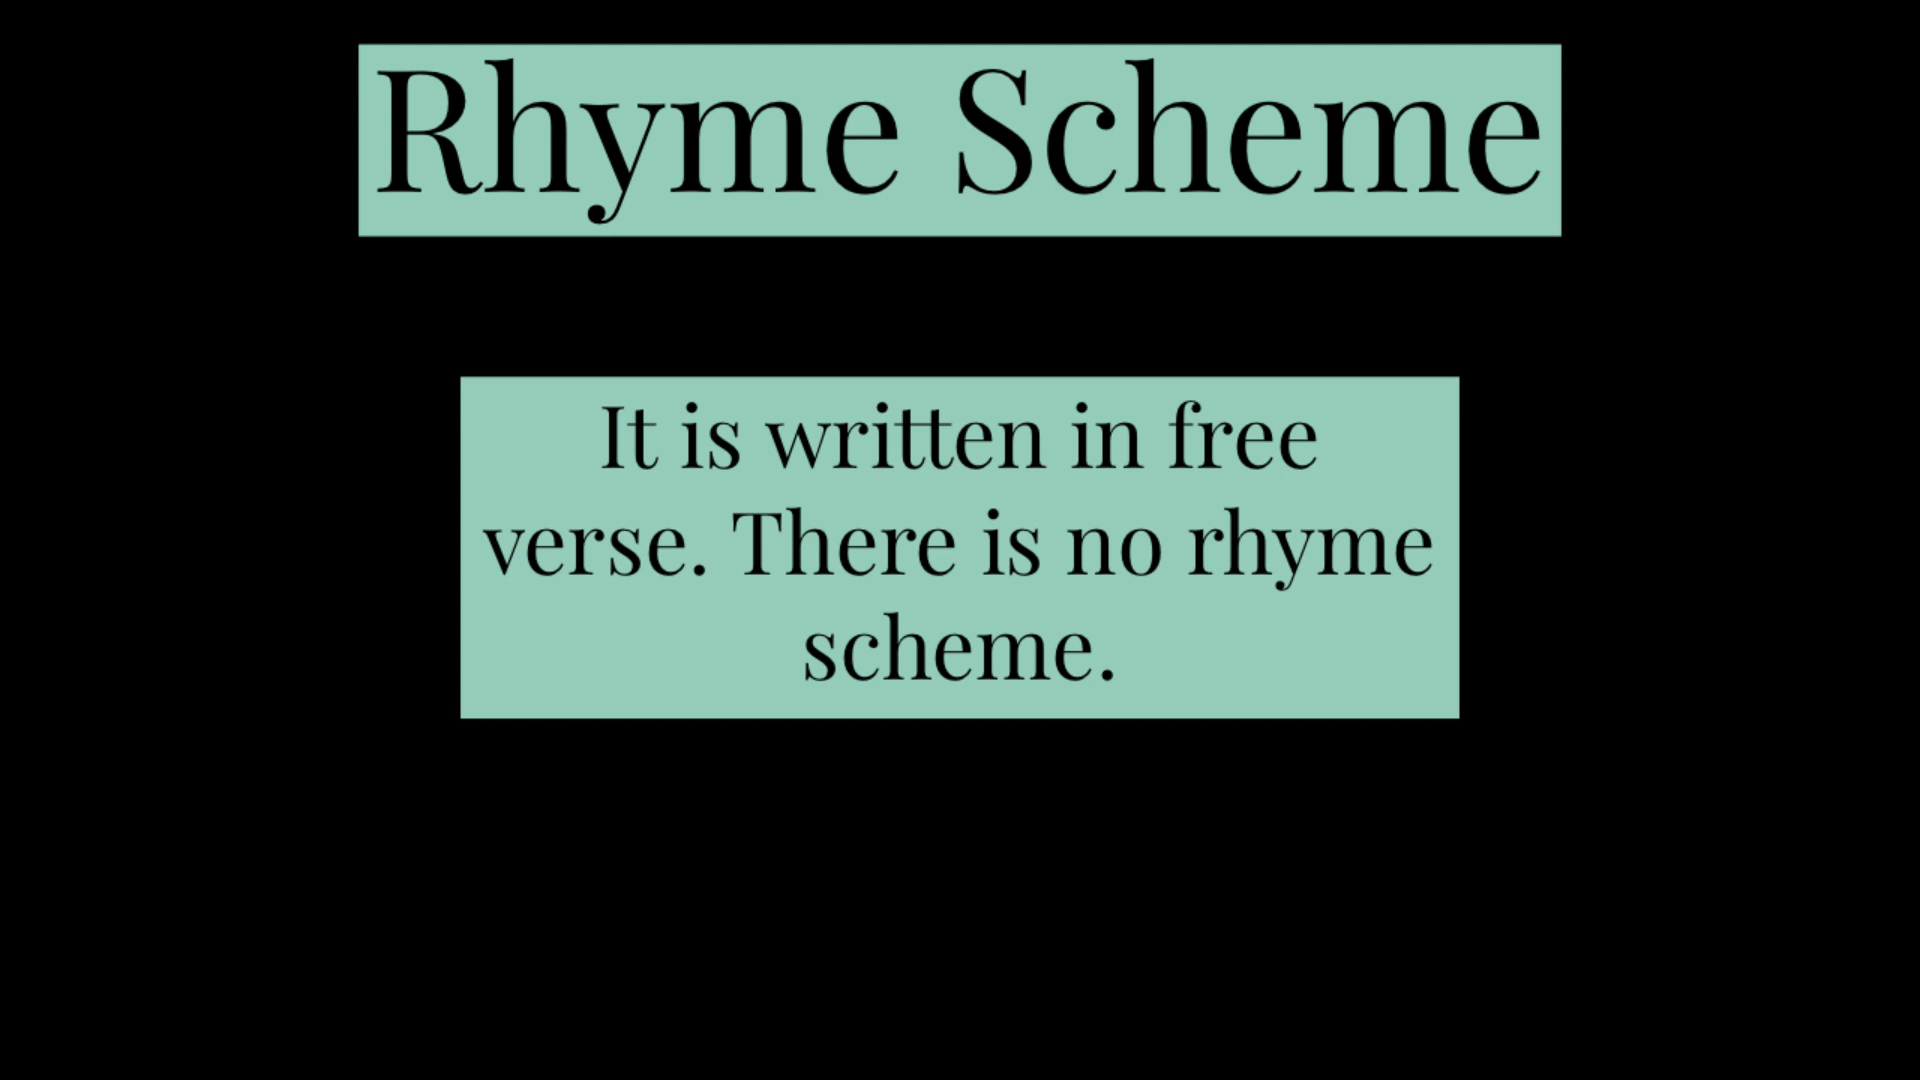 Rhyme Scheme
It is written in free
verse. There is no rhyme
scheme.